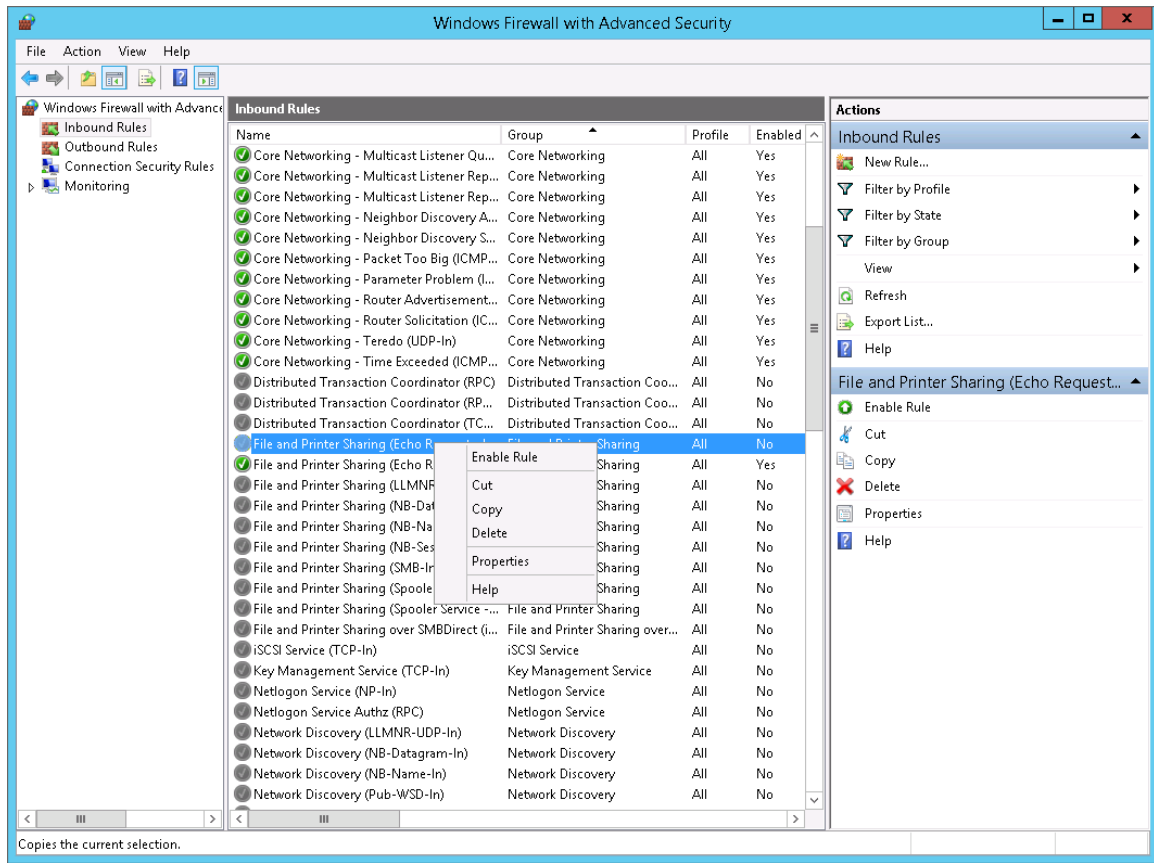 Windows Firewall with Advanced Security
File Action View Help
Windows Firewall with Advance
Inbound Rules
Outbound Rules
Connection Security Rules
Monitoring
Inbound Rules
Name Group Profile Enabled
Core Networking - Multicast Listener Qu... Core Networking All Yes
Core Networking - Multicast Listener Rep... Core Networking All Yes
Core Networking - Multicast Listener Rep... Core Networking All Yes
Core Networking - Neighbor Discovery A... Core Networking All Yes
Core Networking - Neighbor Discovery S... Core Networking All Yes
Core Networking - Packet Too Big (ICMP... Core Networking All Yes
Core Networking - Parameter Problem (I... Core Networking All Yes
Core Networking - Router Advertisement... Core Networking All Yes
Core Networking - Router Solicitation (IC... Core Networking All Yes
Core Networking - Teredo (UDP-In) Core Networking All Yes
Core Networking - Time Exceeded (ICMP... Core Networking All Yes
Distributed Transaction Coordinator (RPC) Distributed Transaction Coo... All No
Distributed Transaction Coordinator (RP... Distributed Transaction Coo... All No
Distributed Transaction Coordinator (TC... Distributed Transaction Coo... All No
File and Printer Sharing (Echo Sharing All No
File and Printer Sharing (Echo R Sharing All Yes
File and Printer Sharing (LLMNR Sharing All No
File and Printer Sharing (NB-Dat Sharing All No
File and Printer Sharing (NB-Na Sharing All No
File and Printer Sharing (NB-Ses Sharing All No
File and Printer Sharing (SMB-In Sharing All No
File and Printer Sharing (Spoole Sharing All No
File and Printer Sharing (Spooler Service -... File and Printer Sharing All No
File and Printer Sharing over SMBDirect (i... File and Printer Sharing over... All No
iSCSI Service (TCP-In) iSCSI Service All No
Key Management Service (TCP-In) Key Management Service All No
Netlogon Service (NP-In) Netlogon Service All No
Netlogon Service Authz (RPC) Netlogon Service All No
Network Discovery (LLMNR-UDP-In) Network Discovery All No
Network Discovery (NB-Datagram-In) Network Discovery All No
Network Discovery (NB-Name-In) Network Discovery All No
Network Discovery (Pub-WSD-In) Network Discovery All No
Enable Rule
Cut
Copy
Delete
Properties
Help
Actions
Inbound Rules
New Rule...
Filter by Profile
Filter by State
Filter by Group
View
Refresh
Export List...
Help
File and Printer Sharing (Echo Request...
Enable Rule
Cut
Copy
Delete
Properties
Help
Copies the current selection.